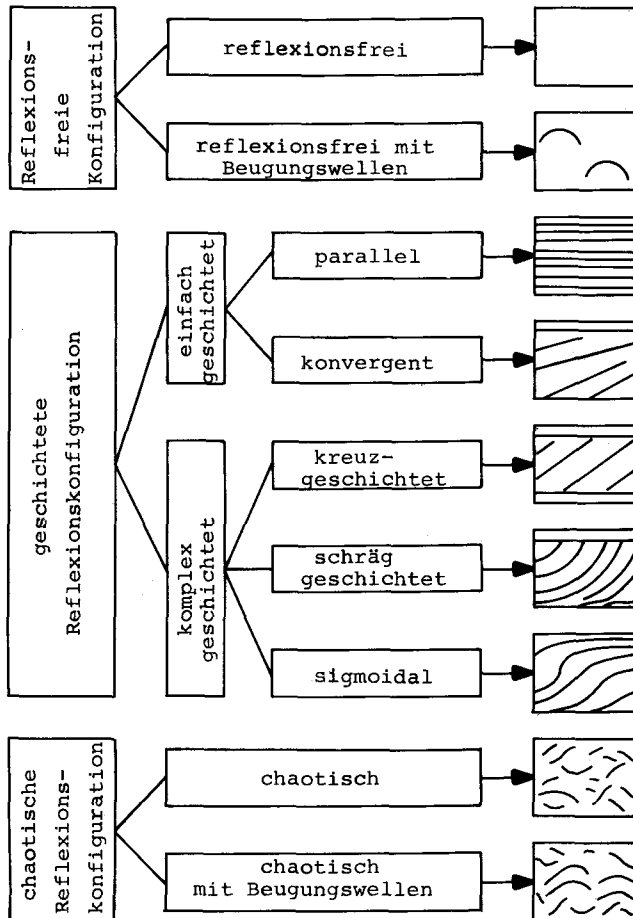 Reflexions-
freie
Konfiguration
reflexionsfrei
reflexionsfrei mit
Beugungswellen
geschichtete
Reflexionskonfiguration
einfach
geschichtet
parallel
konvergent
komplex
geschichtet
kreuz-
geschichtet
schräg
geschichtet
sigmoidal
chaotische
Reflexions-
konfiguration
chaotisch
chaotisch
mit Beugungswellen